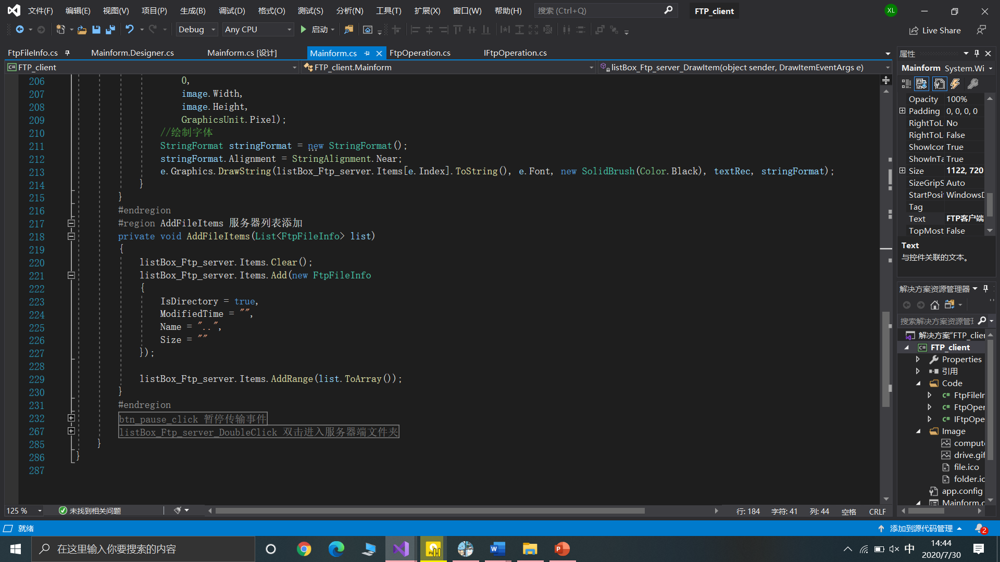 文件(F) 编辑(E) 视图(V) 项目(P) 生成(B) 调试(D) 格式(O) 测试(S) 分析(N) 工具(T) 扩展(X) 窗口(W) 帮助(H) 搜索 (Ctrl+Q) FTP_client XL
Debug Any CPU 启动 Live Share
FtpFileInfo.cs Mainform.Designer.cs Mainform.cs [设计] Mainform.cs FtpOperation.cs IFtpOperation.cs
FTP_client FTP_client.Mainform listBox_Ftp_server_DrawItem(object sender, DrawItemEventArgs e)
206 0,
207 image.Width,
208 image.Height,
209 GraphicsUnit.Pixel);
210 //绘制字体
211 StringFormat stringFormat = new StringFormat();
212 stringFormat.Alignment = StringAlignment.Near;
213 e.Graphics.DrawString(listBox_Ftp_server.Items[e.Index].ToString(), e.Font, new SolidBrush(Color.Black), textRec, stringFormat);
214 }
215 }
216 #endregion
217 #region AddFileItems 服务器列表添加
218 private void AddFileItems(List<FtpFileInfo> list)
219 {
220 listBox_Ftp_server.Items.Clear();
221 listBox_Ftp_server.Items.Add(new FtpFileInfo
222 {
223 IsDirectory = true,
224 ModifiedTime = "",
225 Name = "..",
226 Size = ""
227 });
228
229 listBox_Ftp_server.Items.AddRange(list.ToArray());
230 }
231 #endregion
232 btn_pause_click 暂停传输事件
267 listBox_Ftp_server_DoubleClick 双击进入服务器端文件夹
285 }
286 }
287
125 % 未找到相关问题 行: 184 字符: 41 列: 44 空格 CRLF
属性
Mainform System.Wi
Opacity 100%
Padding 0, 0, 0, 0
RightToL No
RightToL False
ShowIcon True
ShowInTa True
Size 1122, 720
SizeGripS Auto
StartPosit WindowsD
Tag
Text FTP客户端
TopMost False
Text
与控件关联的文本。
解决方案资源管理器
搜索解决方案资源管理
解决方案"FTP_clien
FTP_client
Properties
引用
Code
FtpFileIn
FtpOper
IFtpOpe
Image
compute
drive.gif
file.ico
folder.ic
app.config
Mainform.c
就绪 添加到源代码管理 2
在这里输入你要搜索的内容 中 14:44
2020/7/30